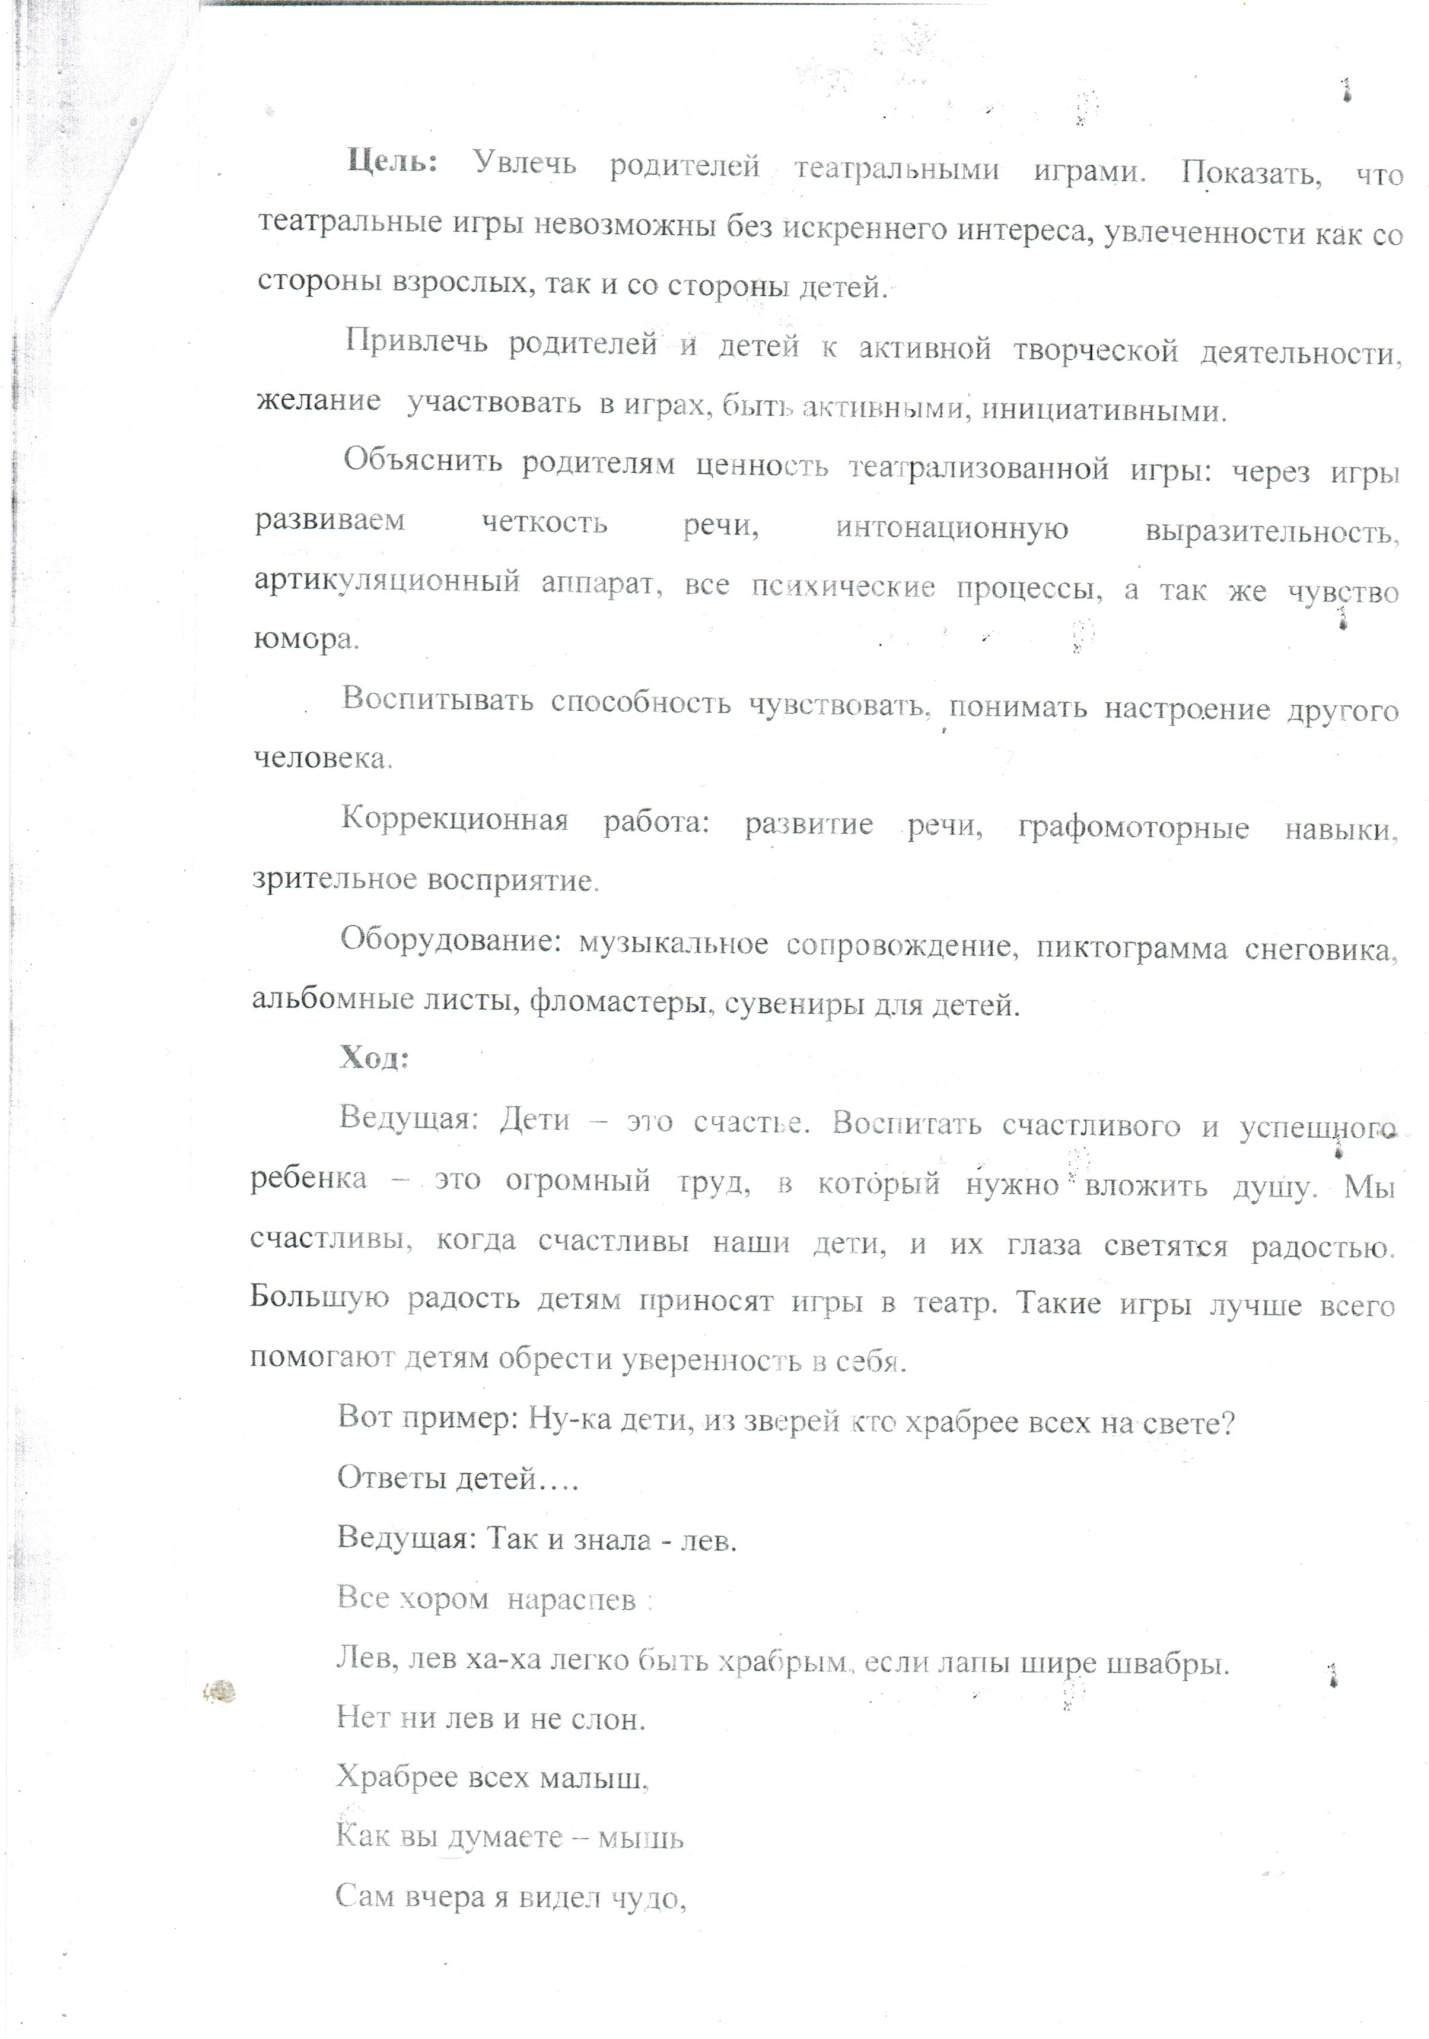 Цель: Увлечь родителей театральными играми. Показать, что
театральные игры невозможны без искреннего интереса, увлеченности как со
стороны взрослых, так и со стороны детей.
Привлечь родителей и детей к активной творческой деятельности,
желание участвовать в играх, быть активными, инициативными.
Объяснить родителям ценность театрализованной игры: через игры
развиваем четкость речи, интонационную выразительность,
артикуляционный аппарат, все психические процессы, а так же чувство
юмора.
Воспитывать способность чувствовать, понимать настроение другого
человека.
Коррекционная работа: развитие речи, графомоторные навыки,
зрительное восприятие.
Оборудование: музыкальное сопровождение, пиктограмма снеговика,
альбомные листы, фломастеры, сувениры для детей.
Ход:
Ведущая: Дети – это счастье. Воспитать счастливого и успешного
ребенка – это огромный труд, в который нужно вложить душу. Мы
счастливы, когда счастливы наши дети, и их глаза светятся радостью.
Большую радость детям приносят игры в театр. Такие игры лучше всего
помогают детям обрести уверенность в себя.
Вот пример: Ну-ка дети, из зверей кто храбрее всех на свете?
Ответы детей….
Ведущая: Так и знала - лев.
Все хором нараспев :
Лев, лев ха-ха легко быть храбрым, если лапы шире швабры.
Нет ни лев и не слон.
Храбрее всех малыш,
Как вы думаете – мышь
Сам вчера я видел чудо,